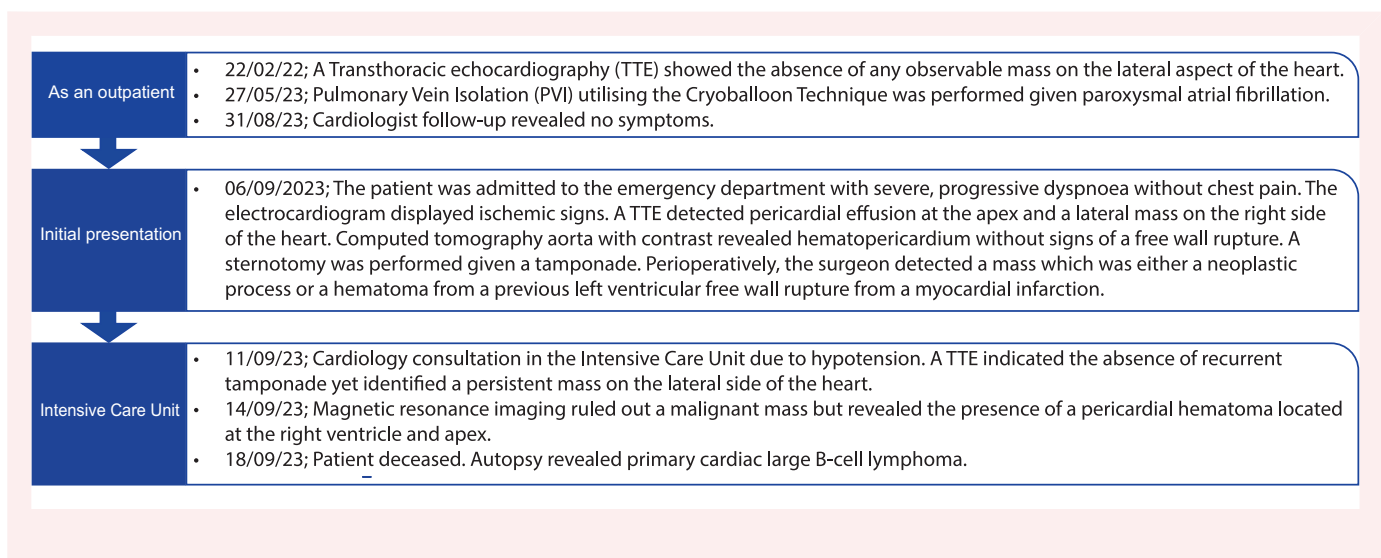 As an outpatient
• 22/02/22; A Transthoracic echocardiography (TTE) showed the absence of any observable mass on the lateral aspect of the heart.
• 27/05/23; Pulmonary Vein Isolation (PVI) utilising the Cryoballoon Technique was performed given paroxysmal atrial fibrillation.
• 31/08/23; Cardiologist follow-up revealed no symptoms.
Initial presentation
• 06/09/2023; The patient was admitted to the emergency department with severe, progressive dyspnoea without chest pain. The
electrocardiogram displayed ischemic signs. A TTE detected pericardial effusion at the apex and a lateral mass on the right side
of the heart. Computed tomography aorta with contrast revealed hematopericardium without signs of a free wall rupture. A
sternotomy was performed given a tamponade. Perioperatively, the surgeon detected a mass which was either a neoplastic
process or a hematoma from a previous left ventricular free wall rupture from a myocardial infarction.
Intensive Care Unit
• 11/09/23; Cardiology consultation in the Intensive Care Unit due to hypotension. A TTE indicated the absence of recurrent
tamponade yet identified a persistent mass on the lateral side of the heart.
• 14/09/23; Magnetic resonance imaging ruled out a malignant mass but revealed the presence of a pericardial hematoma located
at the right ventricle and apex.
• 18/09/23; Patient deceased. Autopsy revealed primary cardiac large B-cell lymphoma.